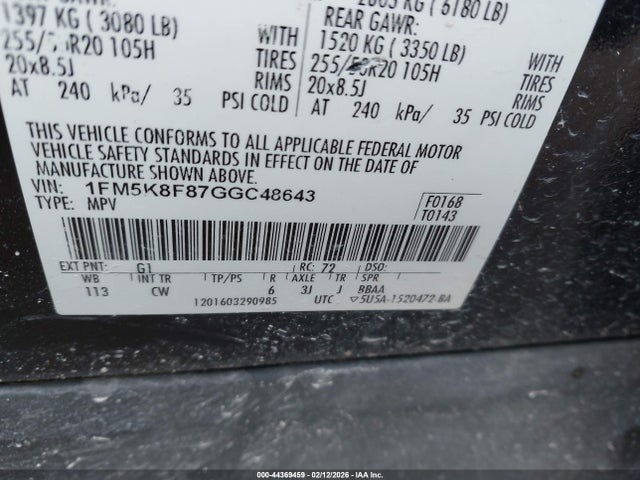 1397 KG ( 3080 LB)
255/ R20 105H WITH
20x8.5J TIRES
RIMS
AT 240 kPa/ 35 PSI COLD
( 6180 LB)
REAR GAWR:
1520 KG ( 3350 LB)
255/ R20 105H WITH
20x8.5J TIRES
RIMS
AT 240 kPa/ 35 PSI COLD
THIS VEHICLE CONFORMS TO ALL APPLICABLE FEDERAL MOTOR
VEHICLE SAFETY STANDARDS IN EFFECT ON THE DATE OF
MANUFACTURE SHOWN ABOVE.
VIN: 1FM5K8F87GGC48643
TYPE: MPV
F0168
T0143
EXT PNT: G1 RC: 72 DSO:
WB INT TR TP/PS R AXLE TR SPR
113 CW 6 3J J BBAA
1201603290985 UTC ▽5U5A-1520472-BA
000-44369459 - 02/12/2026 - IAA Inc.